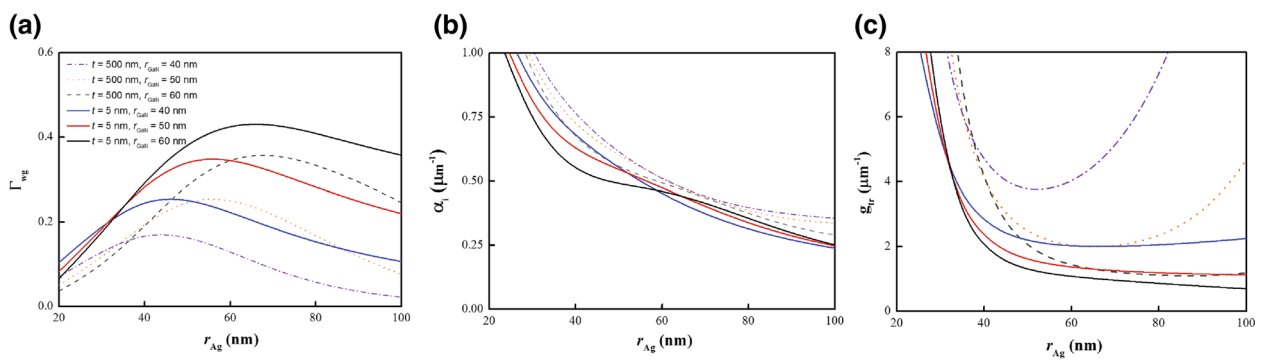 (a)
0.6
0.4
0.2
0.0
Γwg
t = 500 nm, rGaN = 40 nm
t = 500 nm, rGaN = 50 nm
t = 500 nm, rGaN = 60 nm
t = 5 nm, rGaN = 40 nm
t = 5 nm, rGaN = 50 nm
t = 5 nm, rGaN = 60 nm
20 40 60 80 100
rAg (nm)
(b)
1.00
0.75
0.50
0.25
0.0
αi (μm⁻¹)
20 40 60 80 100
rAg (nm)
(c)
8
6
4
2
0
gtr (μm⁻¹)
20 40 60 80 100
rAg (nm)